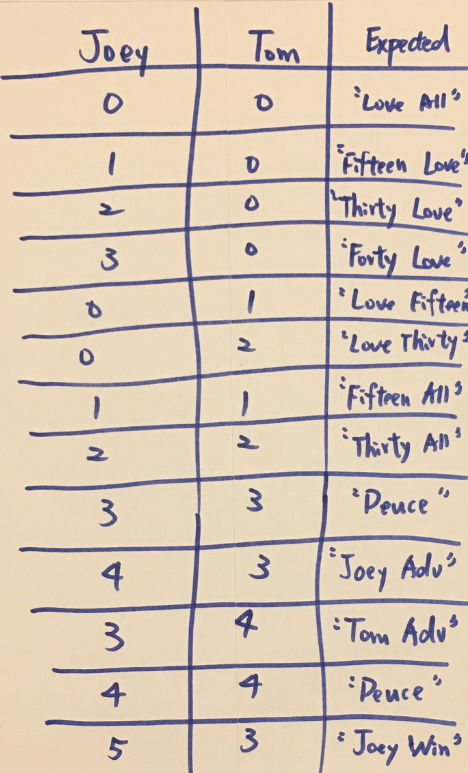 Joey Tom Expected
0 0 "Love All"
1 0 "Fifteen Love"
2 0 "Thirty Love"
3 0 "Forty Love"
0 1 "Love Fifteen"
0 2 "Love Thirty"
1 1 "Fifteen All"
2 2 "Thirty All"
3 3 "Deuce"
4 3 "Joey Adv"
3 4 "Tom Adv"
4 4 "Deuce"
5 3 "Joey Win"